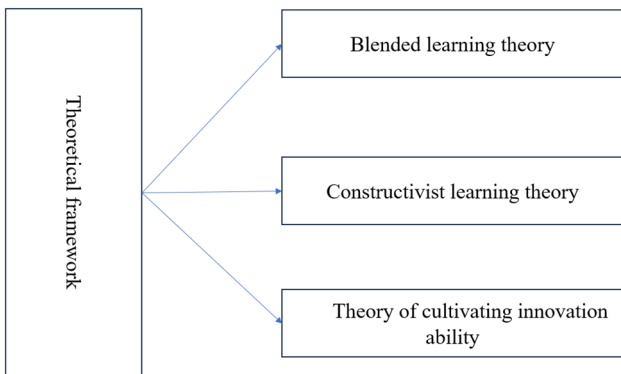 Theoretical framework
Blended learning theory
Constructivist learning theory
Theory of cultivating innovation
ability